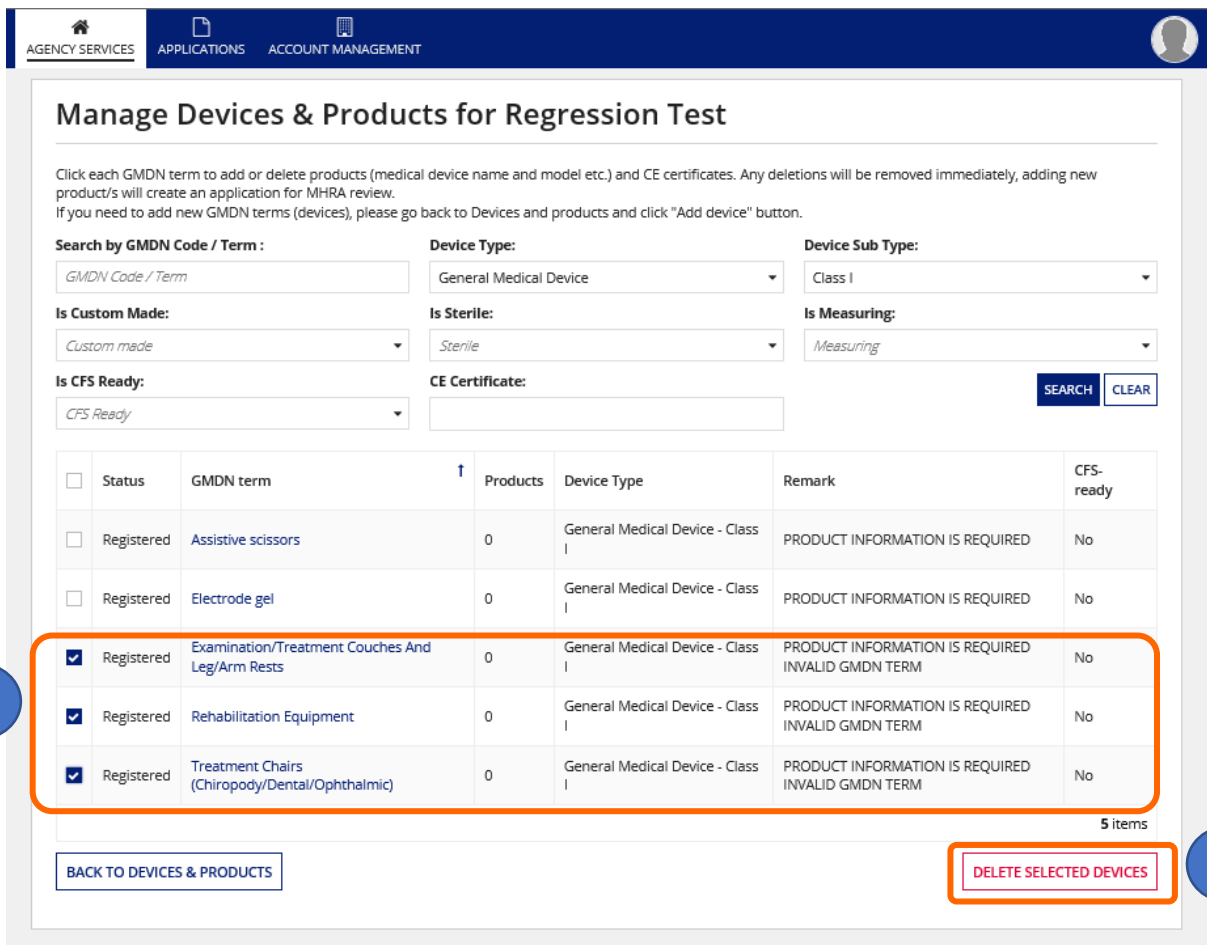 AGENCY SERVICES
APPLICATIONS
ACCOUNT MANAGEMENT
Manage Devices & Products for Regression Test
Click each GMDN term to add or delete products (medical device name and model etc.) and CE certificates. Any deletions will be removed immediately, adding new
product/s will create an application for MHRA review.
If you need to add new GMDN terms (devices), please go back to Devices and products and click "Add device" button.
Search by GMDN Code / Term :
Device Type:
Device Sub Type:
GMDN Code / Term
General Medical Device
Class I
Is Custom Made:
Is Sterile:
Is Measuring:
Custom made
Sterile
Measuring
Is CFS Ready:
CE Certificate:
SEARCH
CLEAR
CFS Ready
Status
GMDN term
↑
Products
Device Type
Remark
CFS-
ready
Registered
Assistive scissors
0
General Medical Device - Class
I
PRODUCT INFORMATION IS REQUIRED
No
Registered
Electrode gel
0
General Medical Device - Class
I
PRODUCT INFORMATION IS REQUIRED
No
Registered
Examination/Treatment Couches And
Leg/Arm Rests
0
General Medical Device - Class
I
PRODUCT INFORMATION IS REQUIRED
INVALID GMDN TERM
No
Registered
Rehabilitation Equipment
0
General Medical Device - Class
I
PRODUCT INFORMATION IS REQUIRED
INVALID GMDN TERM
No
Registered
Treatment Chairs
(Chiropody/Dental/Ophthalmic)
0
General Medical Device - Class
I
PRODUCT INFORMATION IS REQUIRED
INVALID GMDN TERM
No
5 items
BACK TO DEVICES & PRODUCTS
DELETE SELECTED DEVICES